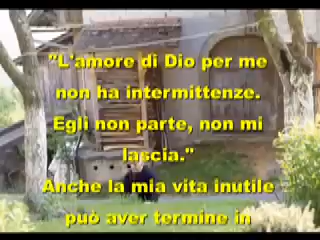 "L'amore di Dio per me
non ha intermittenze.
Egli non parte, non mi
lascia."
Anche la mia vita inutile
può aver termine in